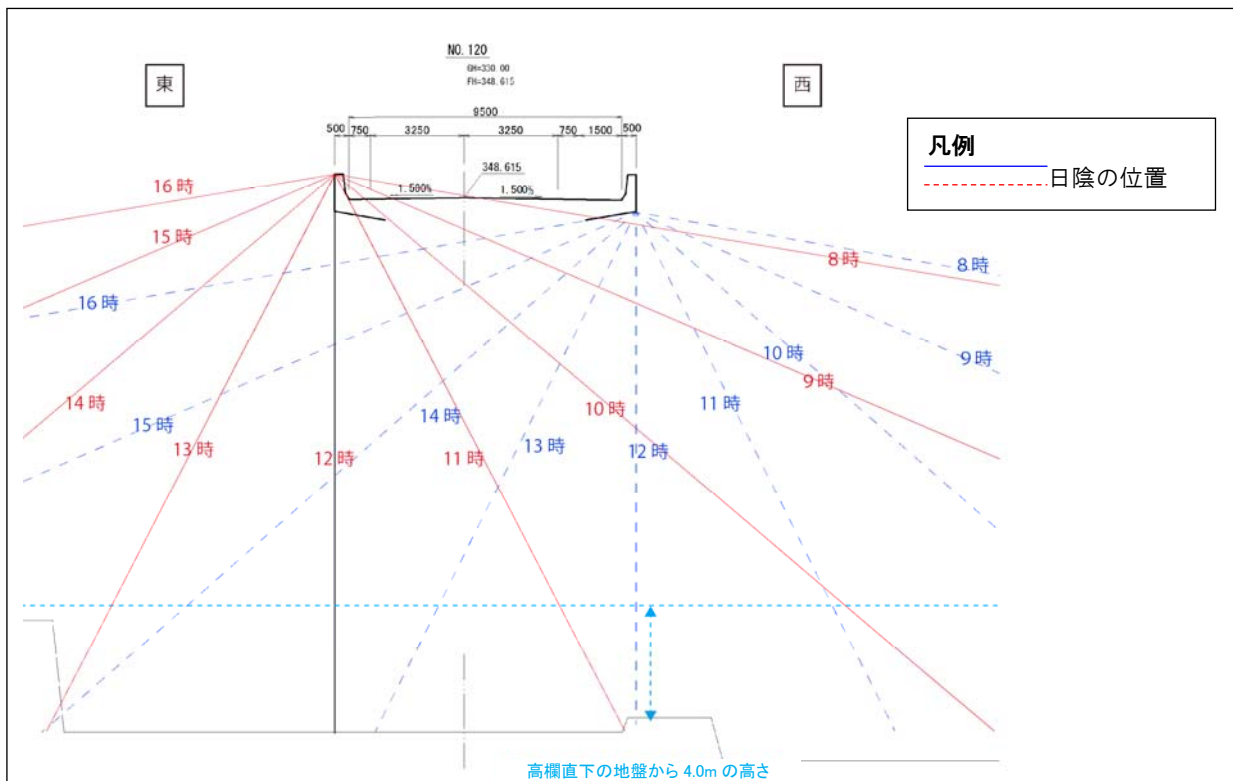 NO. 120
GH=330.00
FH=348.615
東
西
9500
500 750 3250 3250 750 1500 500
348.615
1.500% 1.500%
凡例
日陰の位置
16時
15時
16時
14時
15時
13時
12時
14時
11時
13時
10時
12時
11時
10時
9時
9時
8時
8時
高欄直下の地盤から 4.0m の高さ